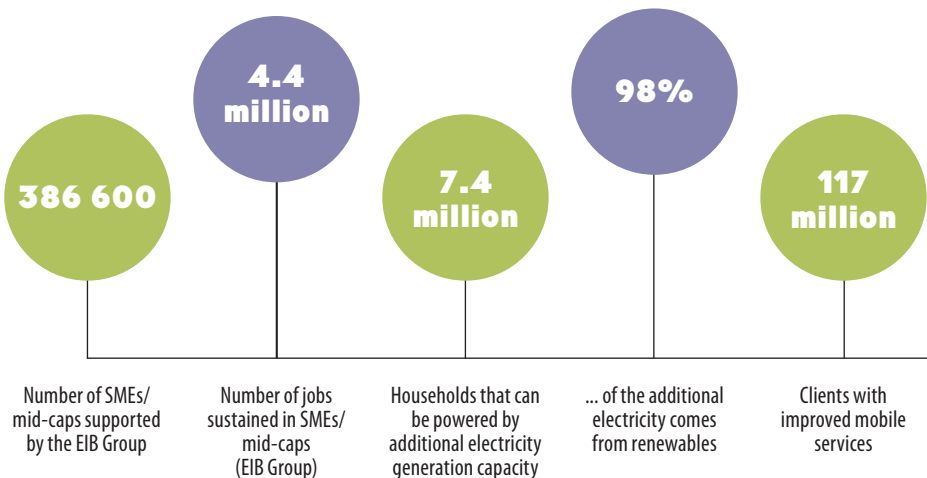 386 600
Number of SMEs/
mid-caps supported
by the EIB Group
4.4
million
Number of jobs
sustained in SMEs/
mid-caps
(EIB Group)
7.4
million
Households that can
be powered by
additional electricity
generation capacity
98%
... of the additional
electricity comes
from renewables
117
million
Clients with
improved mobile
services